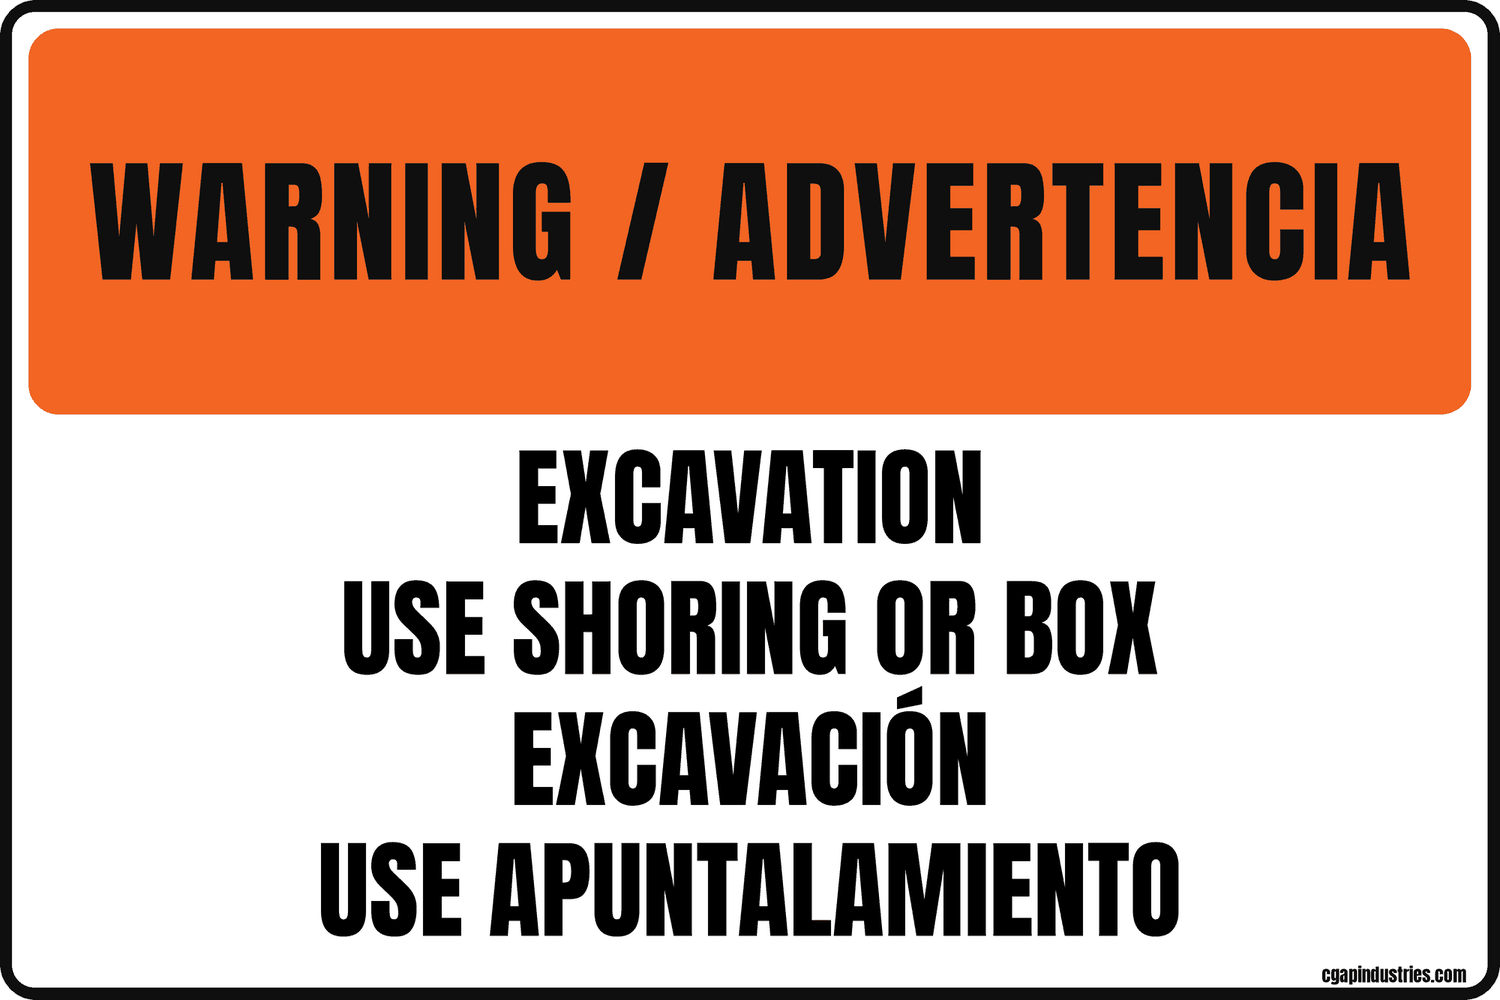 WARNING / ADVERTENCIA
EXCAVATION
USE SHORING OR BOX
EXCAVACIÓN
USE APUNTALAMIENTO
cgapindustries.com